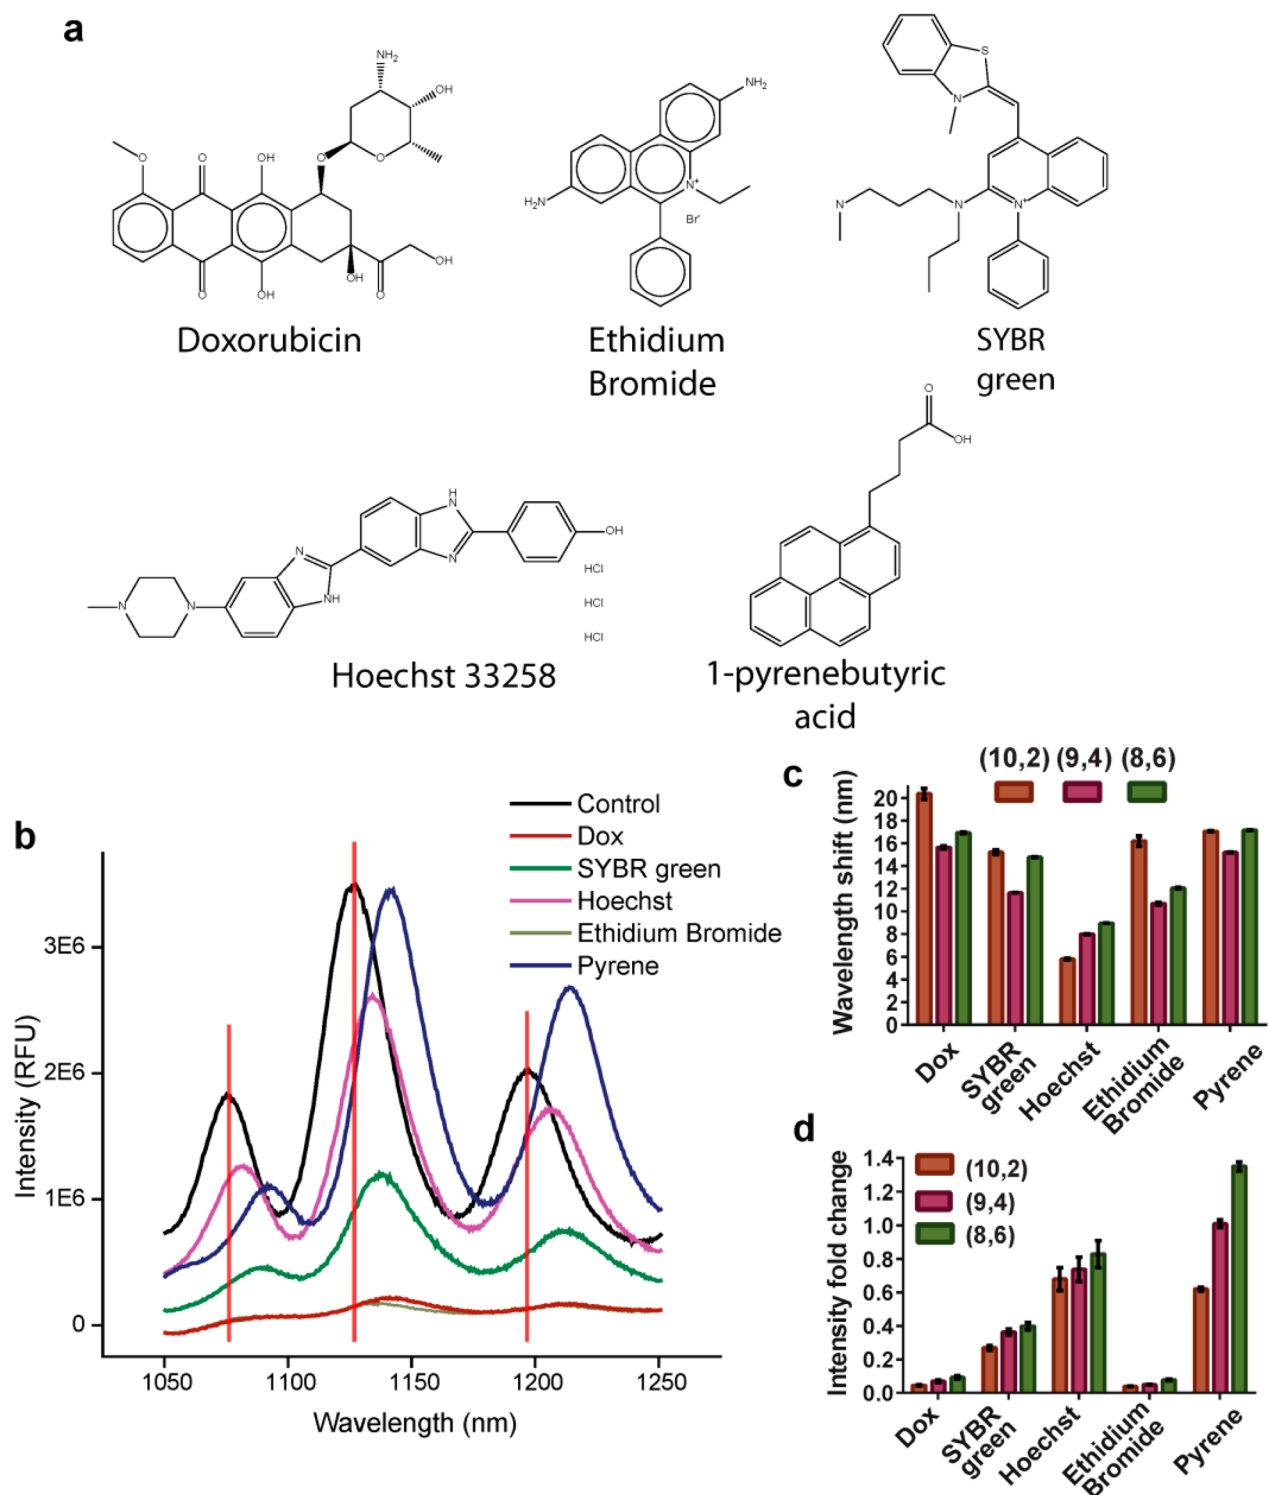 a
NH₂
OH
O
O
O
O
OH
O
OH
OH
O
OH
O
OH
Doxorubicin
NH₂
H₂N
N⁺
Br⁻
Ethidium
Bromide
S
N
N
N
N⁺
SYBR
green
H
N
N
N
NH
N
N
OH
HCl
HCl
HCl
Hoechst 33258
O
OH
1-pyrenebutyric
acid
b
Control
Dox
SYBR green
Hoechst
Ethidium Bromide
Pyrene
Intensity (RFU)
3E6
2E6
1E6
0
1050 1100 1150 1200 1250
Wavelength (nm)
c
(10,2) (9,4) (8,6)
Wavelength shift (nm)
20
18
16
14
12
10
8
6
4
2
0
Dox
SYBR
green
Hoechst
Ethidium
Bromide
Pyrene
d
(10,2)
(9,4)
(8,6)
Intensity fold change
1.4
1.2
1.0
0.8
0.6
0.4
0.2
0.0
Dox
SYBR
green
Hoechst
Ethidium
Bromide
Pyrene